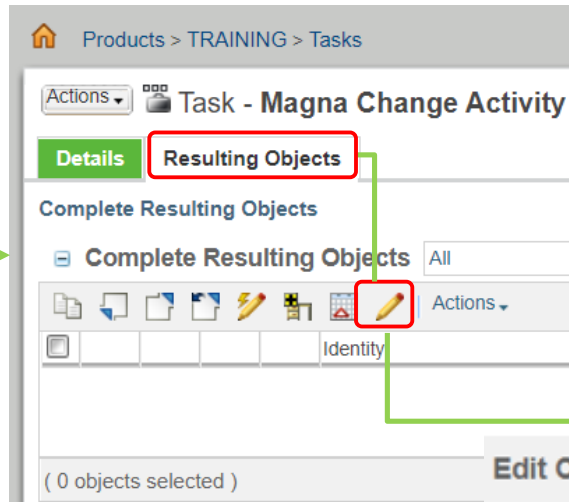 Products > TRAINING > Tasks
Actions Task - Magna Change Activity
Details Resulting Objects
Complete Resulting Objects
Complete Resulting Objects All
Actions
Identity
( 0 objects selected )
Edit